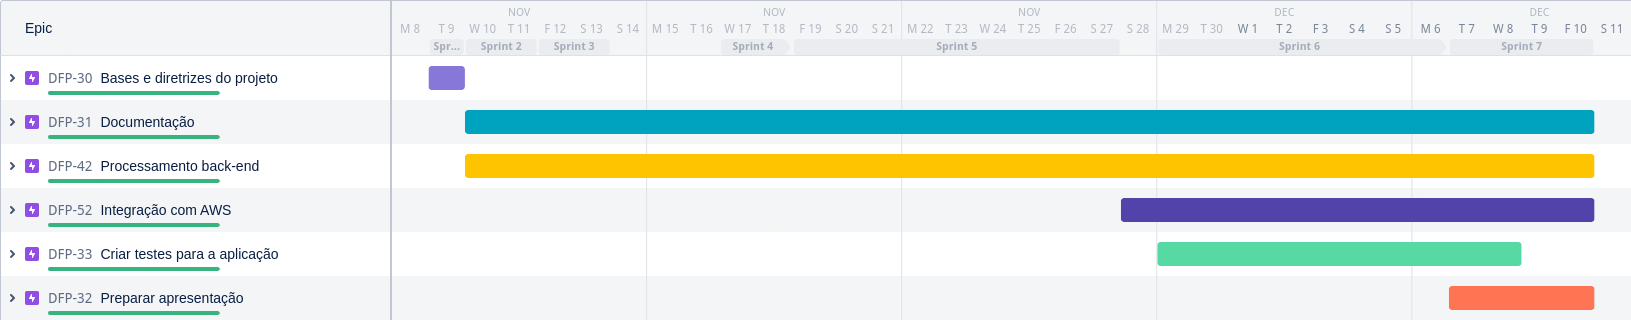 Epic
NOV NOV NOV DEC DEC
M 8 T 9 W 10 T 11 F 12 S 13 S 14 M 15 T 16 W 17 T 18 F 19 S 20 S 21 M 22 T 23 W 24 T 25 F 26 S 27 S 28 M 29 T 30 W 1 T 2 F 3 S 4 S 5 M 6 T 7 W 8 T 9 F 10 S 11
Spr... Sprint 2 Sprint 3 Sprint 4 Sprint 5 Sprint 6 Sprint 7
DFP-30 Bases e diretrizes do projeto
DFP-31 Documentação
DFP-42 Processamento back-end
DFP-52 Integração com AWS
DFP-33 Criar testes para a aplicação
DFP-32 Preparar apresentação